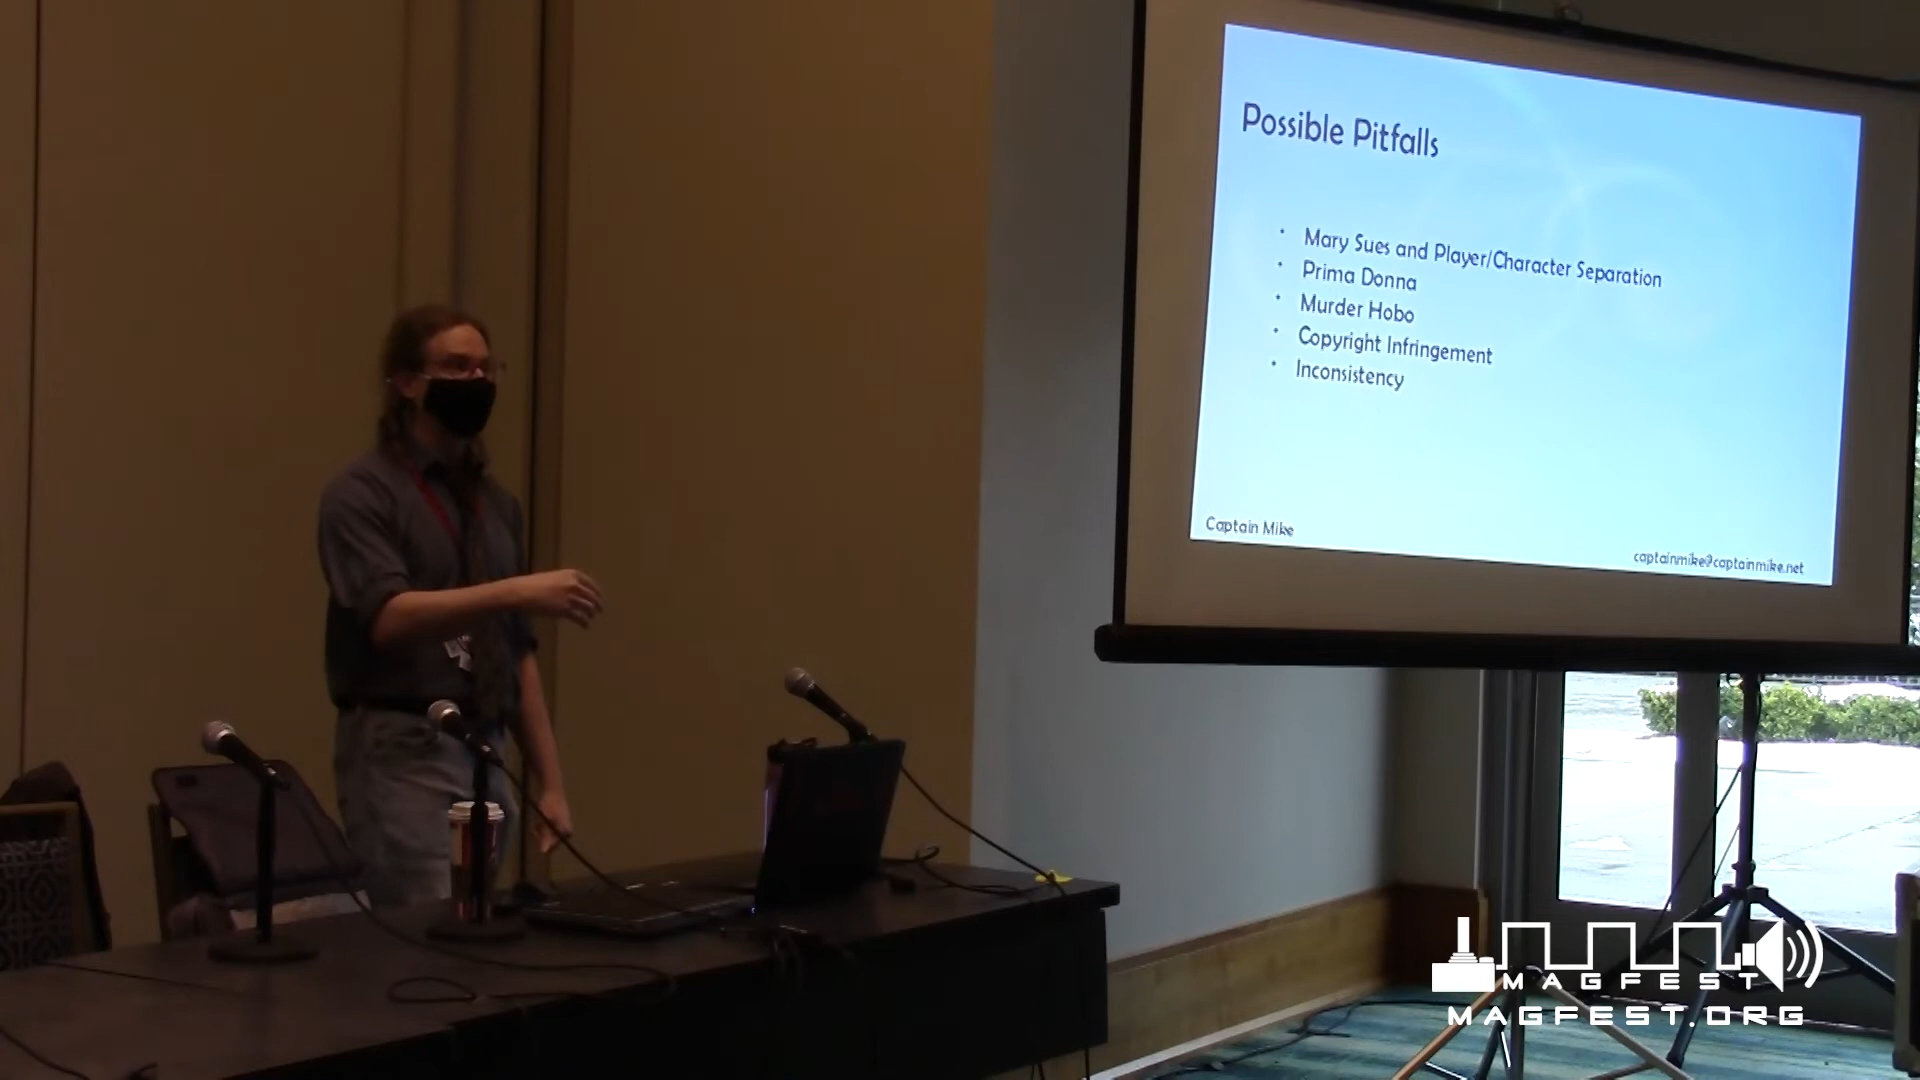 Possible Pitfalls
• Mary Sues and Player/Character Separation
• Prima Donna
• Murder Hobo
• Copyright Infringement
• Inconsistency
Captain Mike
captainmike@captainmike.net
MAGFEST
MAGFEST.ORG